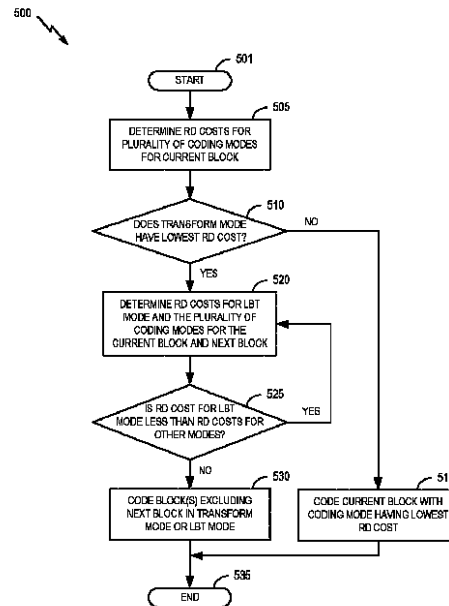 500
501
START
505
DETERMINE RD COSTS FOR
PLURALITY OF CODING MODES
FOR CURRENT BLOCK
510
DOES TRANSFORM MODE
HAVE LOWEST RD COST?
NO
YES
520
DETERMINE RD COSTS FOR LBT
MODE AND THE PLURALITY OF
CODING MODES FOR THE
CURRENT BLOCK AND NEXT BLOCK
525
IS RD COST FOR LBT
MODE LESS THAN RD COSTS FOR
OTHER MODES?
YES
NO
530
CODE BLOCK(S) EXCLUDING
NEXT BLOCK IN TRANSFORM
MODE OR LBT MODE
51
CODE CURRENT BLOCK WITH
CODING MODE HAVING LOWEST
RD COST
535
END